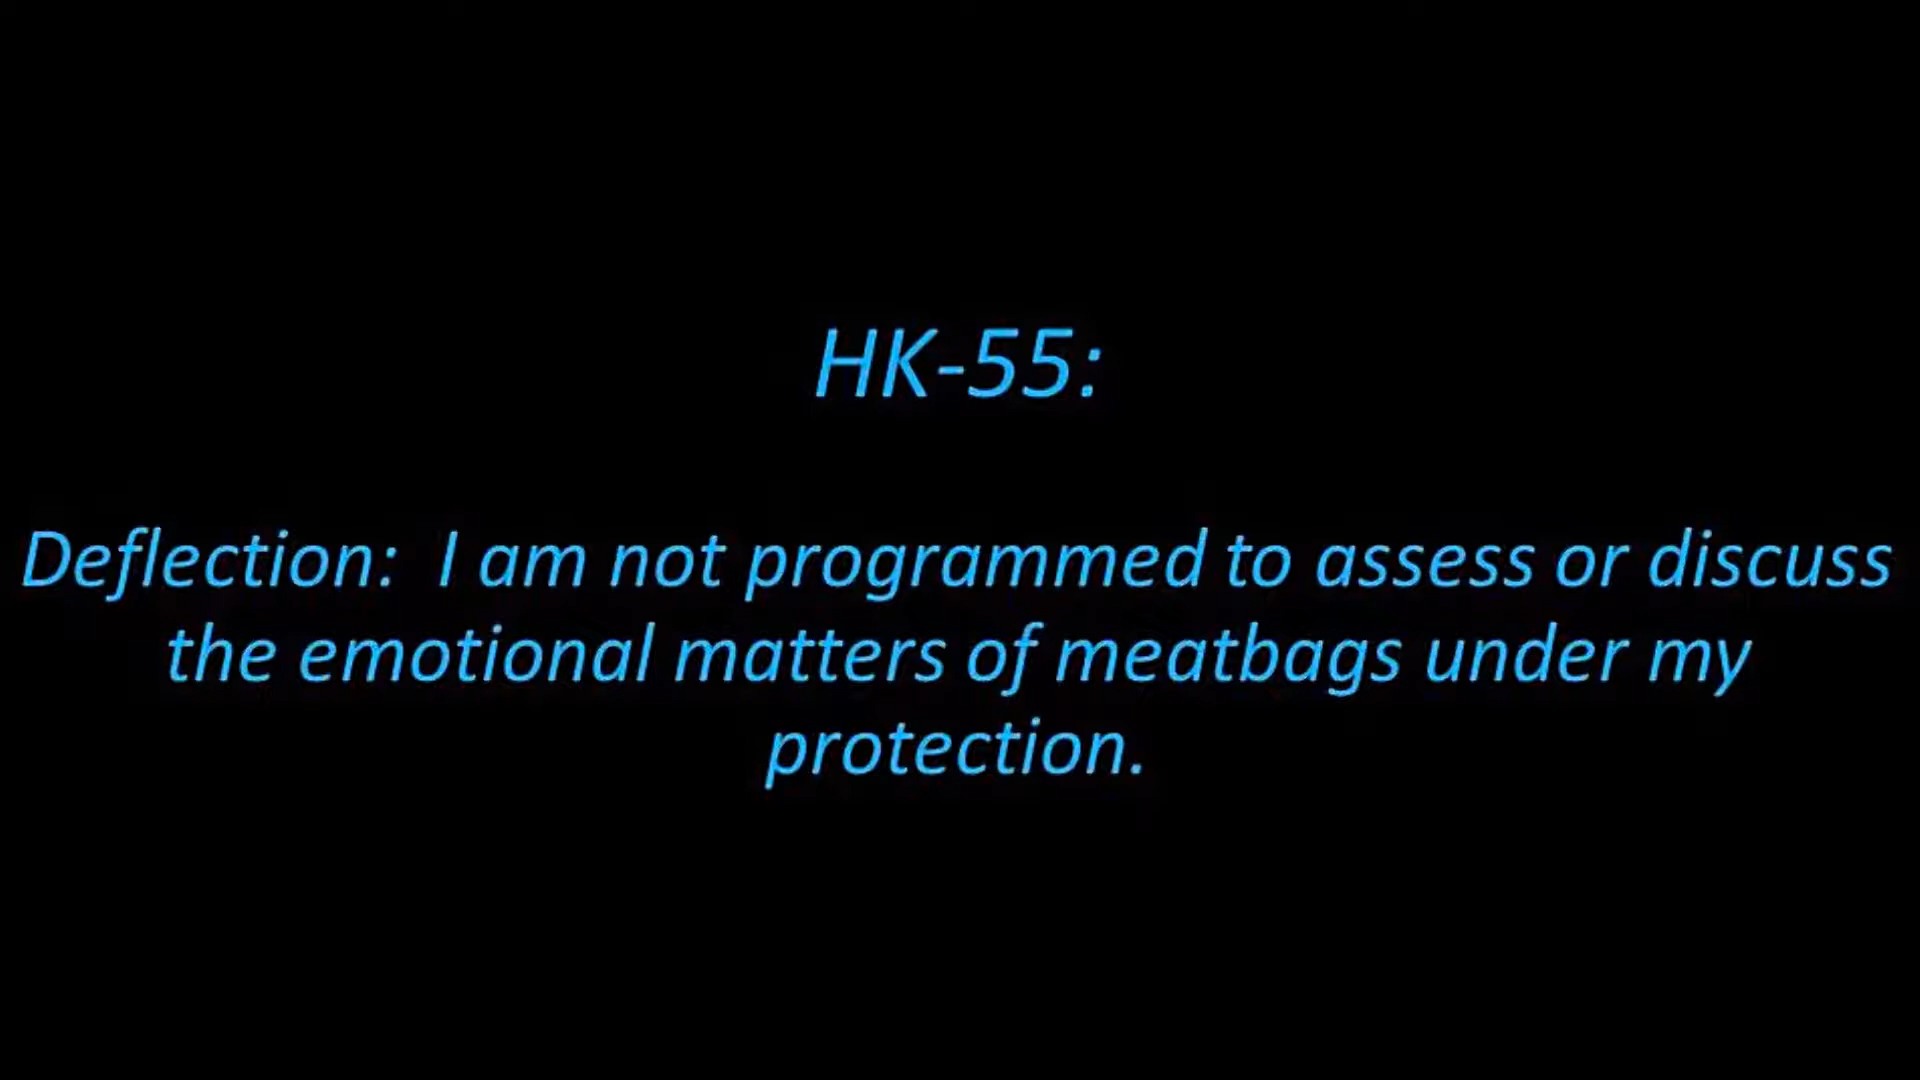 HK-55:
Deflection:  I am not programmed to assess or discuss
the emotional matters of meatbags under my
protection.